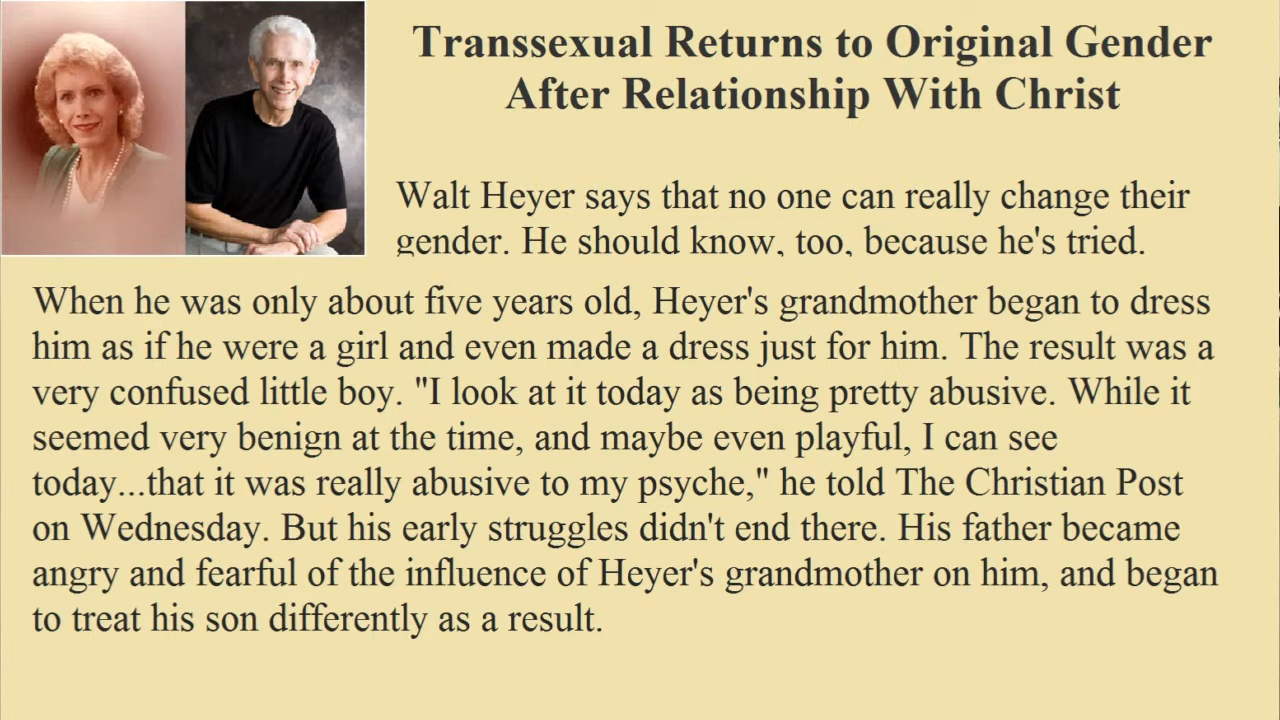 Transsexual Returns to Original Gender
After Relationship With Christ
Walt Heyer says that no one can really change their
gender. He should know, too, because he's tried.
When he was only about five years old, Heyer's grandmother began to dress
him as if he were a girl and even made a dress just for him. The result was a
very confused little boy. "I look at it today as being pretty abusive. While it
seemed very benign at the time, and maybe even playful, I can see
today...that it was really abusive to my psyche," he told The Christian Post
on Wednesday. But his early struggles didn't end there. His father became
angry and fearful of the influence of Heyer's grandmother on him, and began
to treat his son differently as a result.